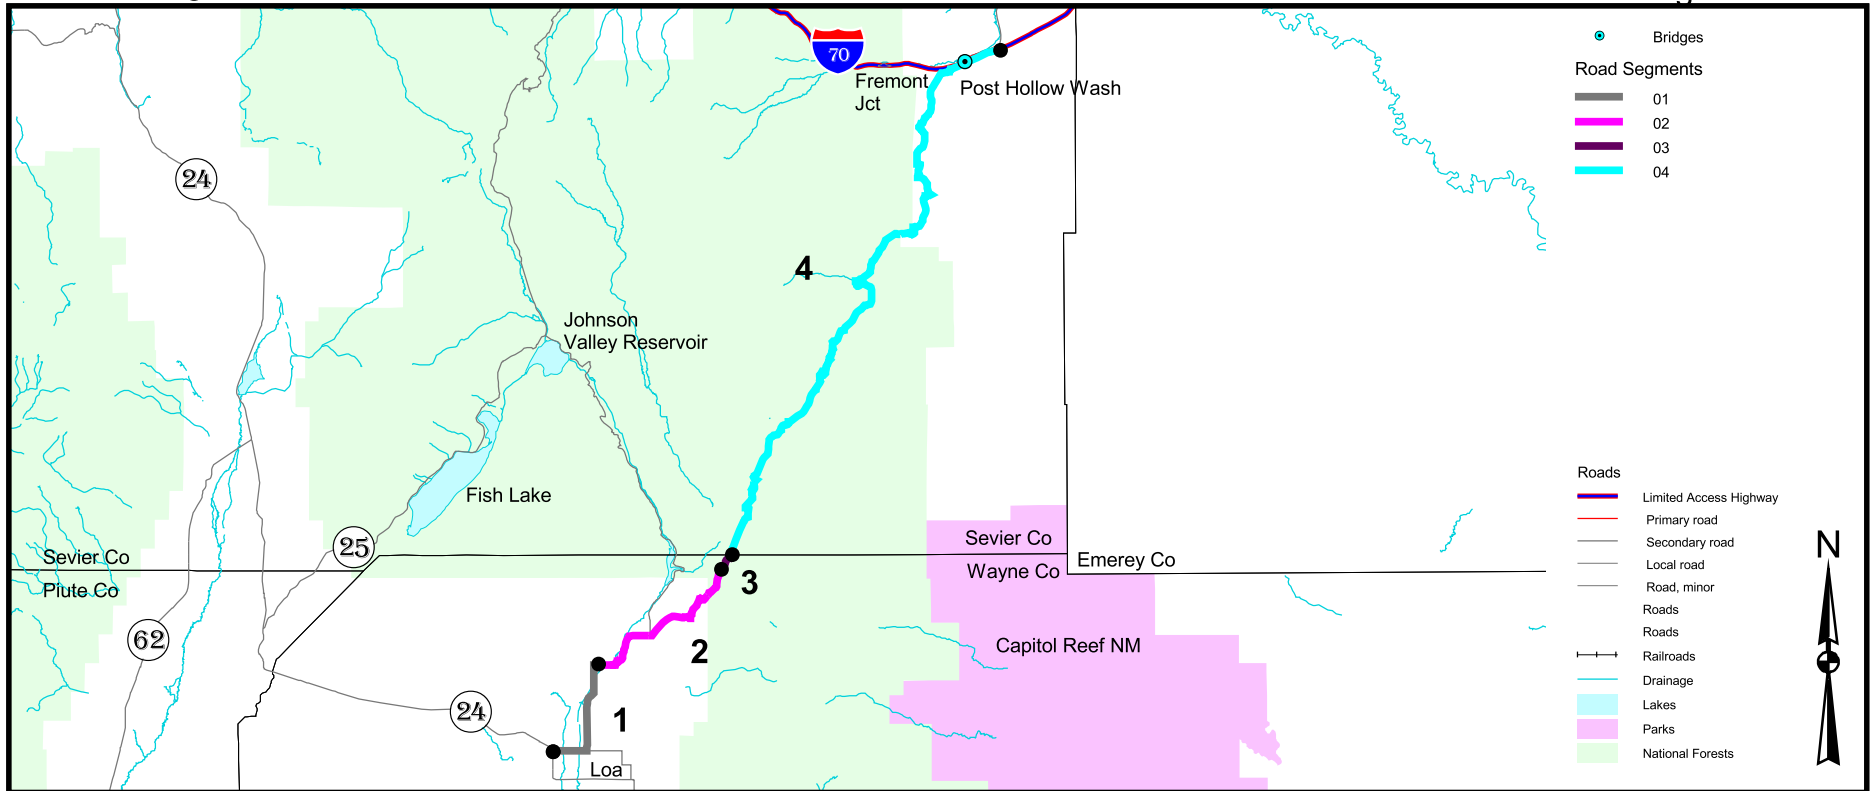 70
Fremont
Jct
Post Hollow Wash
24
4
Johnson
Valley Reservoir
Fish Lake
25
Sevier Co
Piute Co
Sevier Co
Wayne Co
Emerey Co
3
62
2
Capitol Reef NM
24
1
Loa
Bridges
Road Segments
01
02
03
04
Roads
Limited Access Highway
Primary road
Secondary road
Local road
Road, minor
Roads
Roads
Railroads
Drainage
Lakes
Parks
National Forests
N